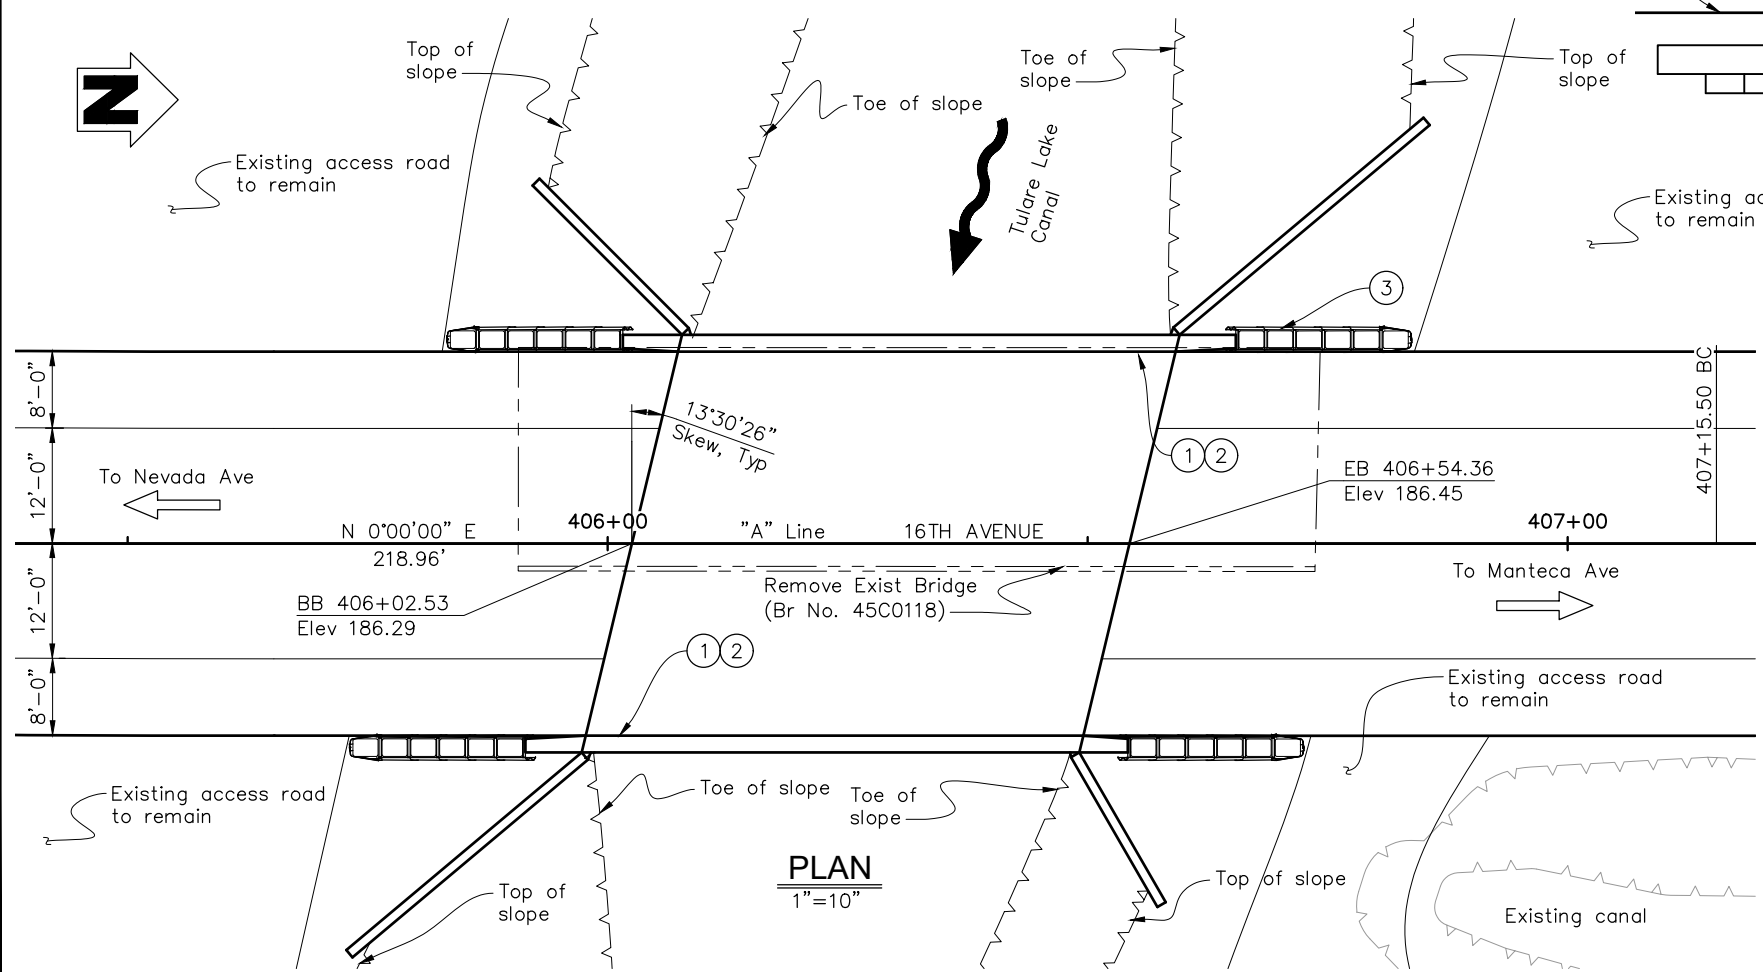 Top of
slope
Toe of slope
Toe of
slope
Top of
slope
N
Existing access road
to remain
Tulare Lake
Canal
Existing ac
to remain
3
8'-0"
12'-0"
12'-0"
8'-0"
13°30'26"
Skew, Typ
1 2
407+15.50 BC
To Nevada Ave
EB 406+54.36
Elev 186.45
N 0°00'00" E
218.96'
406+00
"A" Line
16TH AVENUE
407+00
Remove Exist Bridge
(Br No. 45C0118)
To Manteca Ave
BB 406+02.53
Elev 186.29
1 2
Existing access road
to remain
Existing access road
to remain
Toe of slope
Toe of
slope
PLAN
1"=10"
Top of
slope
Top of slope
Existing canal